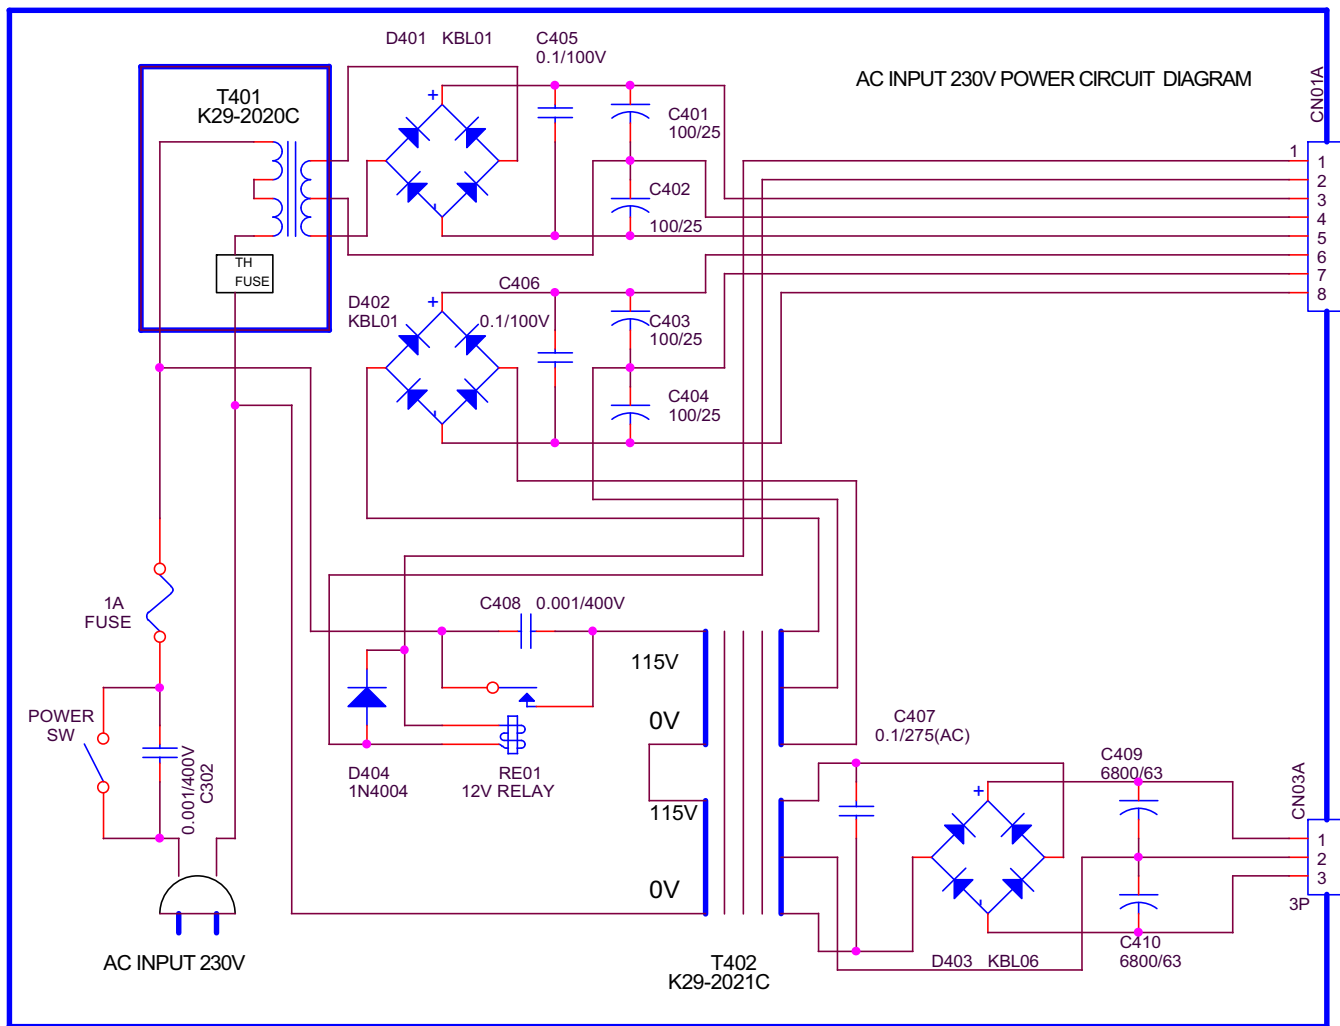 D401 KBL01
C405
0.1/100V
AC INPUT 230V POWER CIRCUIT DIAGRAM
CN01A
T401
K29-2020C
C401
100/25
C402
100/25
TH
FUSE
+
-
1
1
2
3
4
5
6
7
8
C406
0.1/100V
D402
KBL01
+
-
C403
100/25
C404
100/25
1A
FUSE
C408 0.001/400V
115V
0V
POWER
SW
0.001/400V
C302
D404
1N4004
RE01
12V RELAY
C407
0.1/275(AC)
115V
0V
C409
6800/63
+
-
CN03A
1
2
3
3P
C410
6800/63
D403 KBL06
AC INPUT 230V
T402
K29-2021C